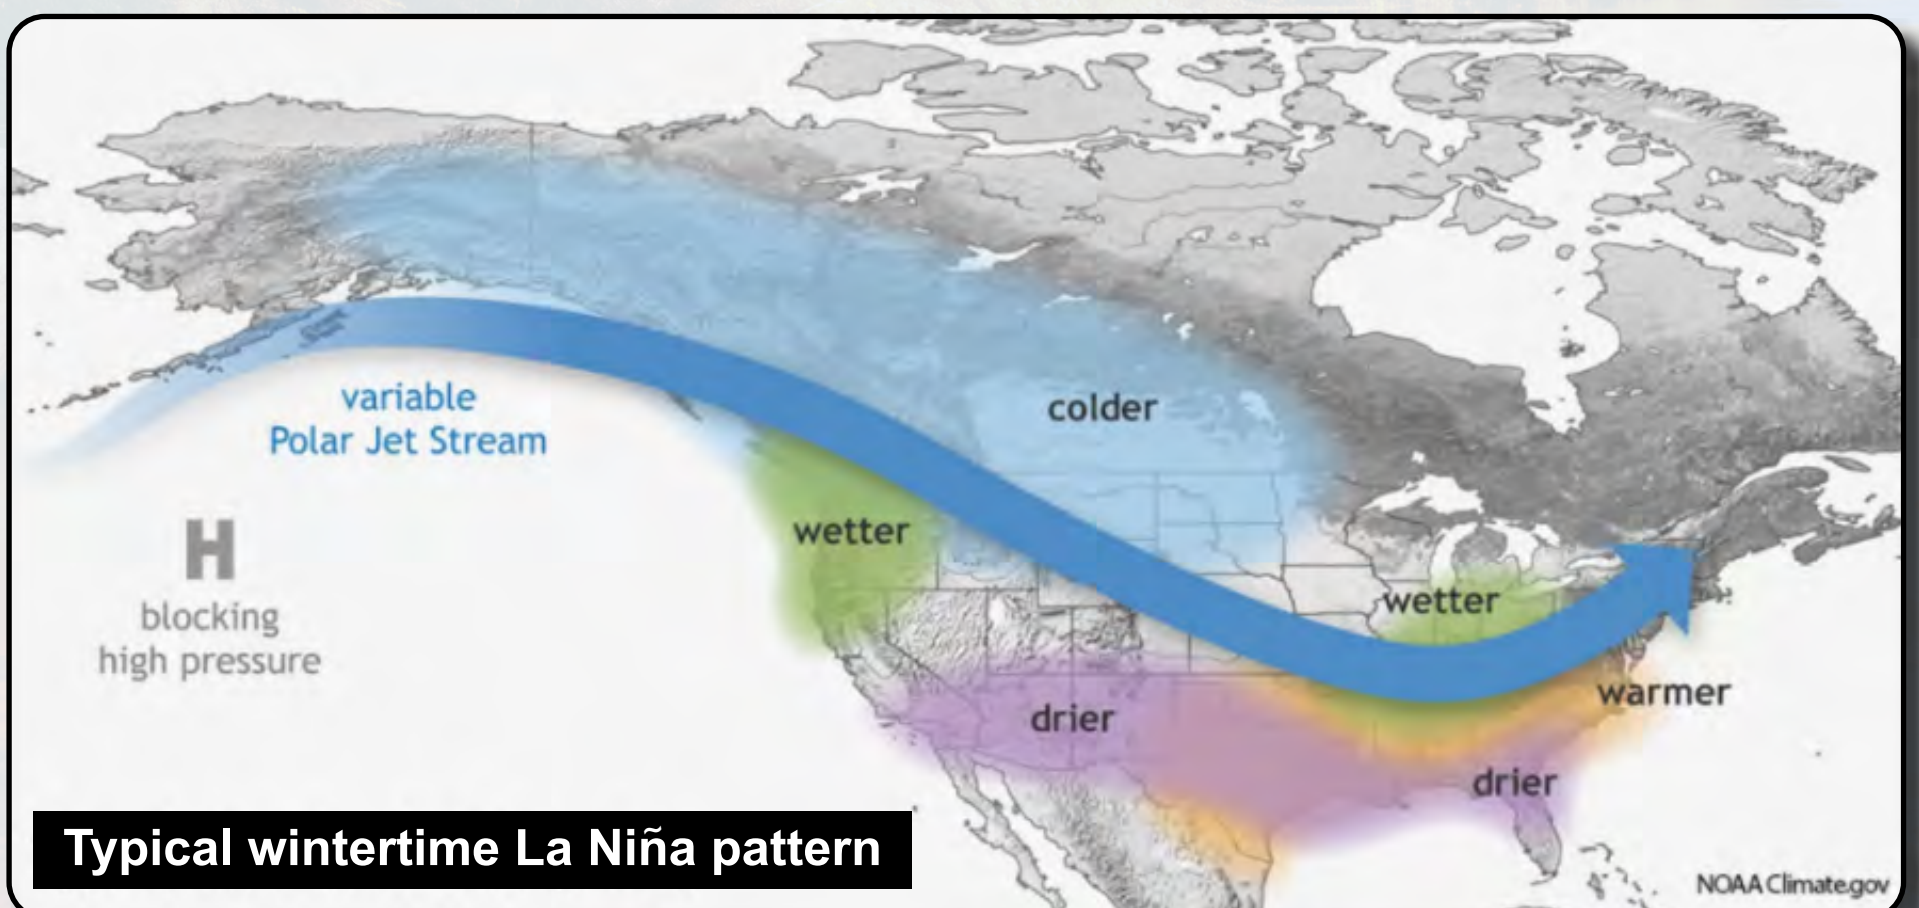 colder
variable
Polar Jet Stream
wetter
H
blocking
high pressure
wetter
warmer
drier
drier
Typical wintertime La Niña pattern
NOAA Climate.gov